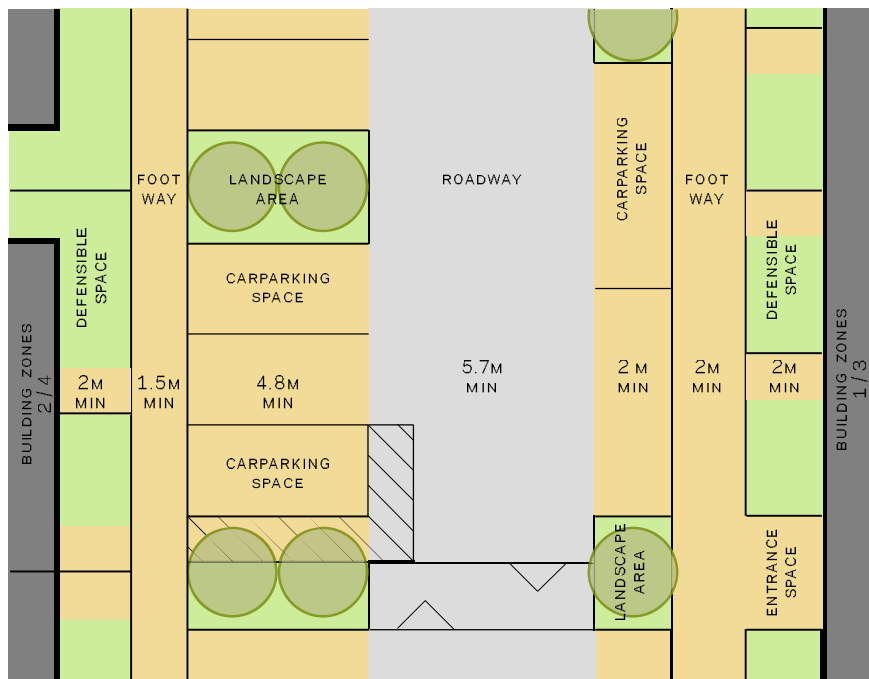 FOOT
WAY
LANDSCAPE
AREA
ROADWAY
CARPARKING
SPACE
FOOT
WAY
DEFENSIBLE
SPACE
CARPARKING
SPACE
DEFENSIBLE
SPACE
BUILDING ZONES
2/4
2M
MIN
1.5M
MIN
4.8M
MIN
5.7M
MIN
2 M
MIN
2M
MIN
2M
MIN
BUILDING ZONES
1/3
CARPARKING
SPACE
LANDSCAPE
AREA
ENTRANCE
SPACE